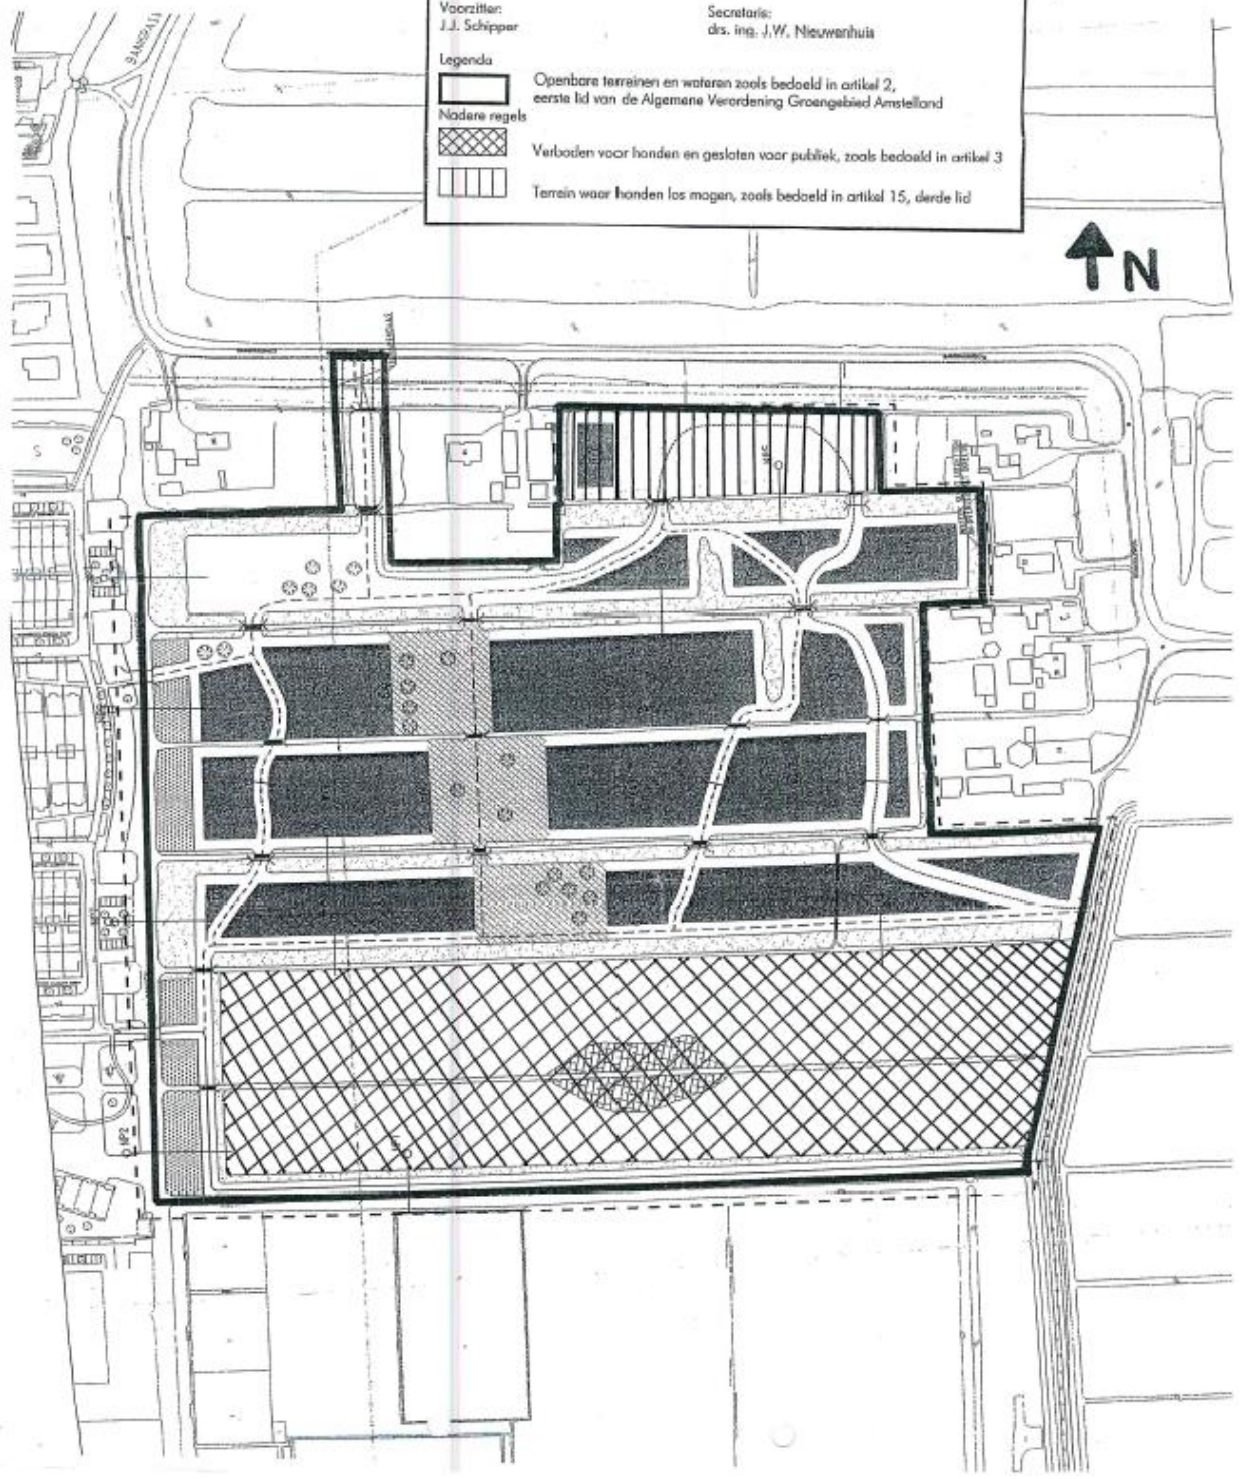 Voorzitter:
J.J. Schipper
Secretaris:
drs. ing. J.W. Nieuwenhuis
Legenda
Openbare terreinen en wateren zoals bedoeld in artikel 2,
eerste lid van de Algemene Verordening Groengebied Amstelland
Nadere regels
Verboden voor honden en gesloten voor publiek, zoals bedoeld in artikel 3
Terrein waar honden los mogen, zoals bedoeld in artikel 15, derde lid
N
S
NP2